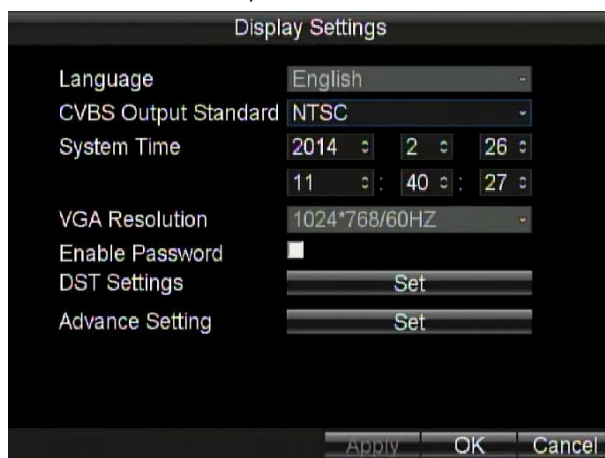 Display Settings
Language English
CVBS Output Standard NTSC
System Time 2014 2 26
11 : 40 : 27
VGA Resolution 1024*768/60HZ
Enable Password
DST Settings Set
Advance Setting Set
Apply OK Cancel